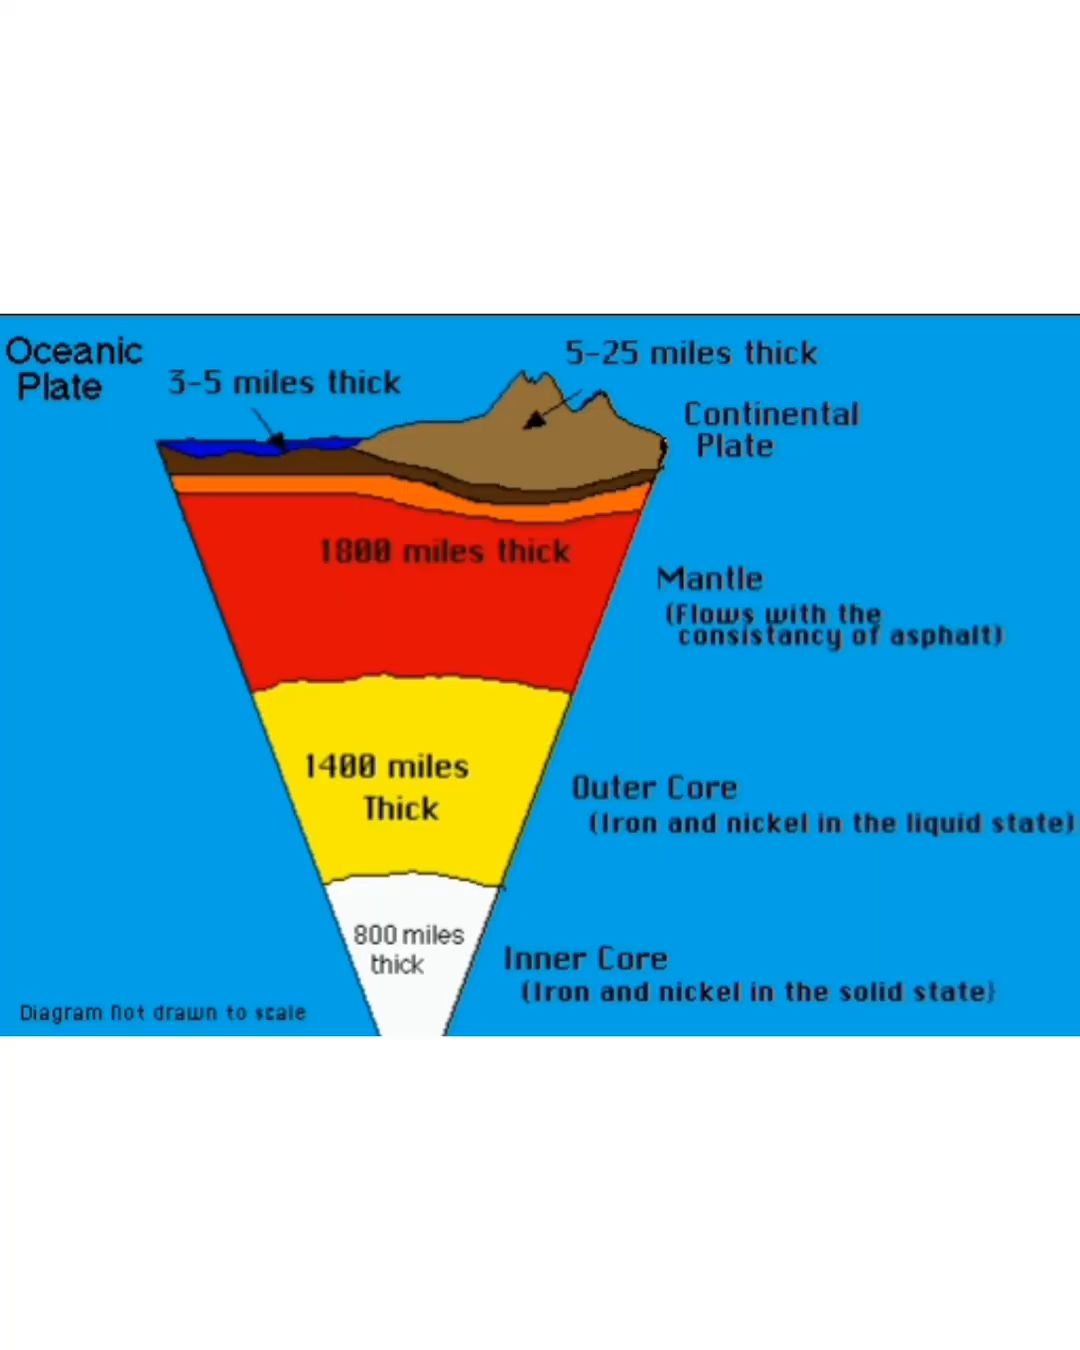 Oceanic
Plate
3-5 miles thick
5-25 miles thick
Continental
Plate
1800 miles thick
Mantle
(Flows with the
consistancy of asphalt)
1400 miles
Thick
Outer Core
(Iron and nickel in the liquid state)
800 miles
thick
Inner Core
(Iron and nickel in the solid state)
Diagram Not drawn to scale